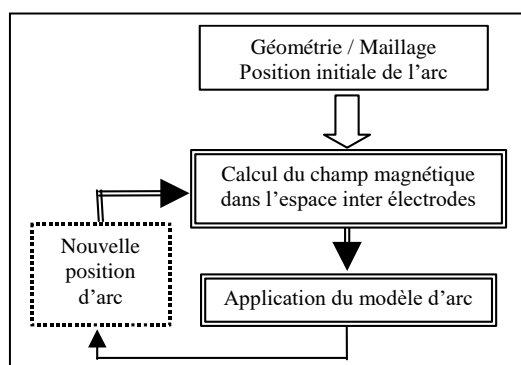 Géométrie / Maillage
Position initiale de l’arc
Calcul du champ magnétique
dans l’espace inter électrodes
Nouvelle
position
d’arc
Application du modèle d’arc